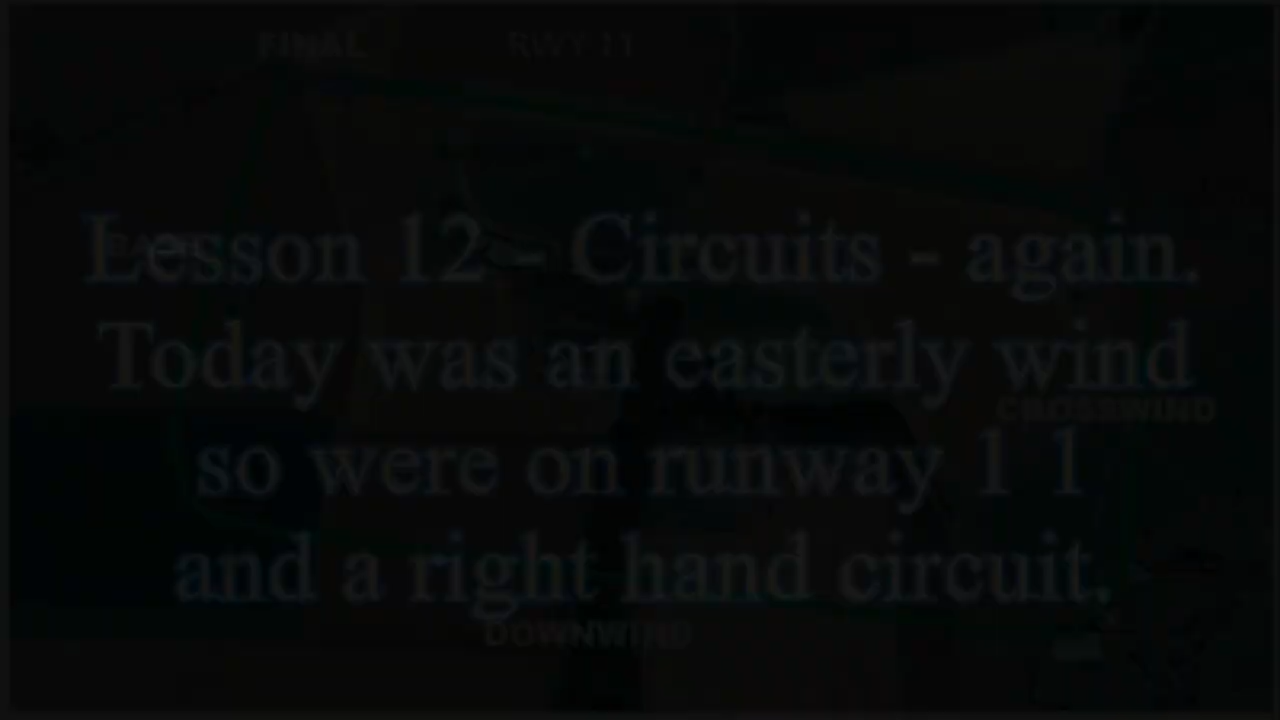 FINAL
RWY 11
BASE
Lesson 12 - Circuits - again.
Today was an easterly wind
CROSSWIND
so were on runway 1 1
and a right hand circuit.
DOWNWIND